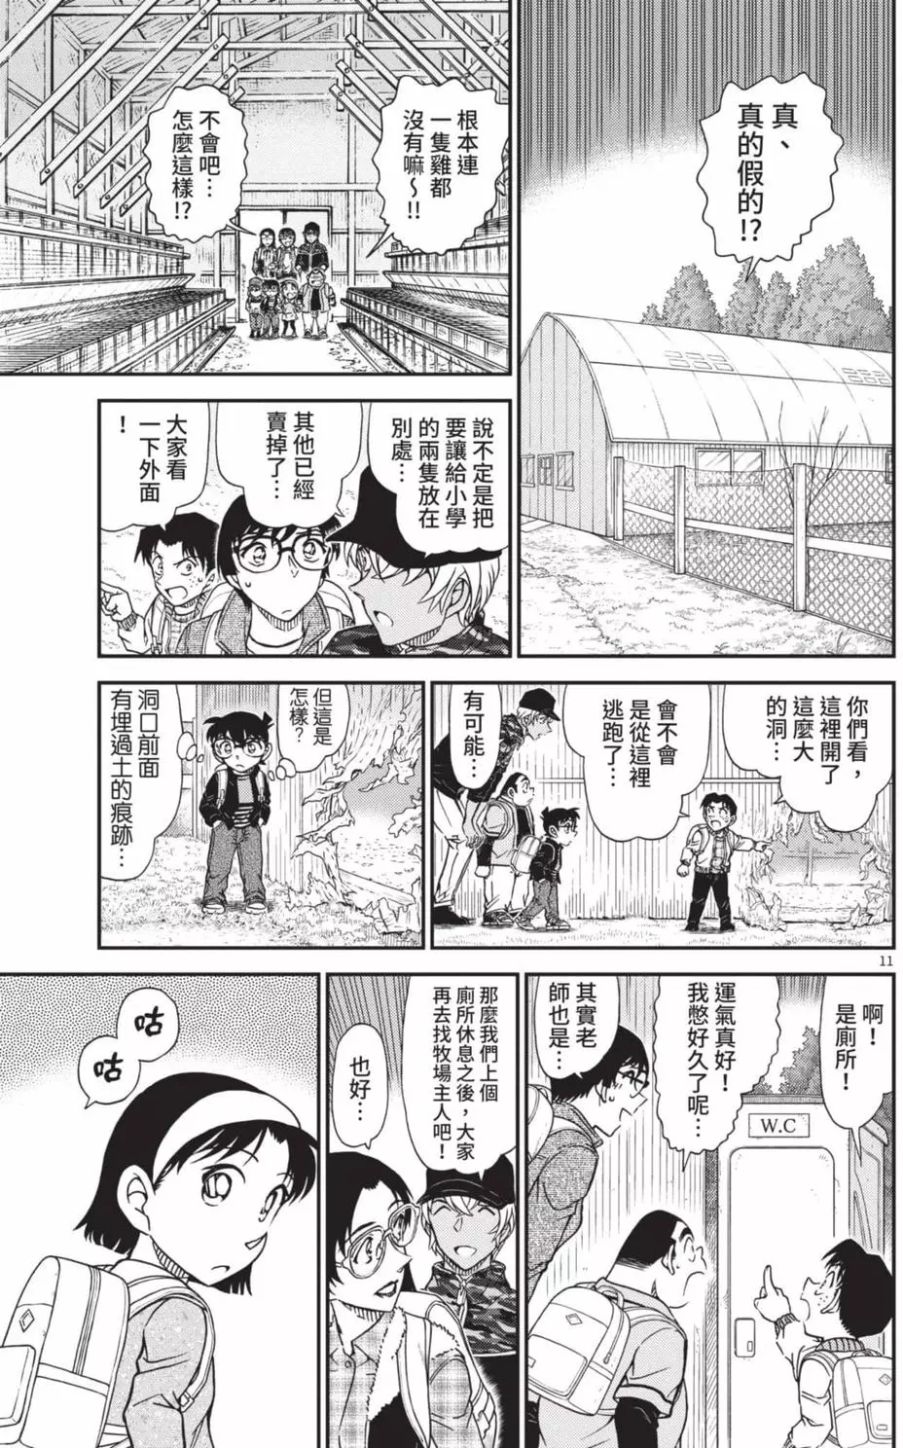 真、
真的假的!?
根本連
一隻雞都
沒有嘛~!!
不會吧…
怎麼這樣!?
說不定是把
要讓給小學
的兩隻放在
別處…
其他已經
賣掉了…
大家看
一下外面
！
你們看，
這裡開了
這麼大
的洞…
會不會
是從這裡
逃跑了…
有可能…
但這是
怎樣？
洞口前面
有埋過土的痕跡…
11
啊！
是廁所！
運氣真好！
我憋好久了呢…
其實老
師也是…
W.C
那麼我們上個
廁所休息之後，大家
再去找牧場主人吧！
也好…
咕
咕